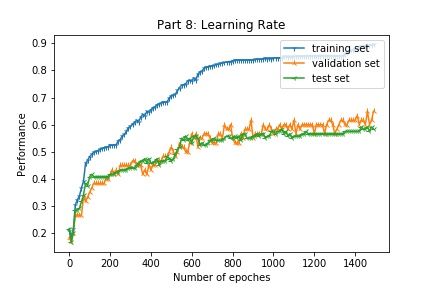 Part 8: Learning Rate
training set
validation set
test set
Performance
0.9
0.8
0.7
0.6
0.5
0.4
0.3
0.2
0 200 400 600 800 1000 1200 1400
Number of epoches